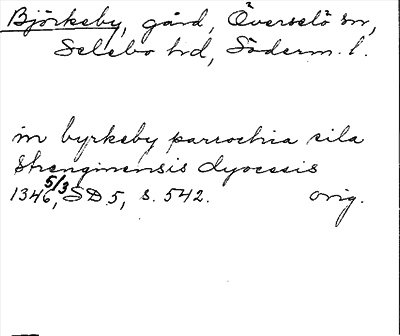 Björkeby, gård, Överselö sn,
Selebo hd, Söderm. l.
in byrkeby parrochia sila
strenginensis dyocesis
1346 5/3, SD 5, s. 542. orig.